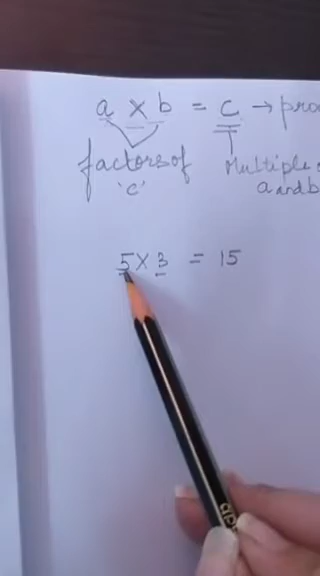 a × b = c → pro
factors of Multiple
'c' a and b
5 × 3 = 15